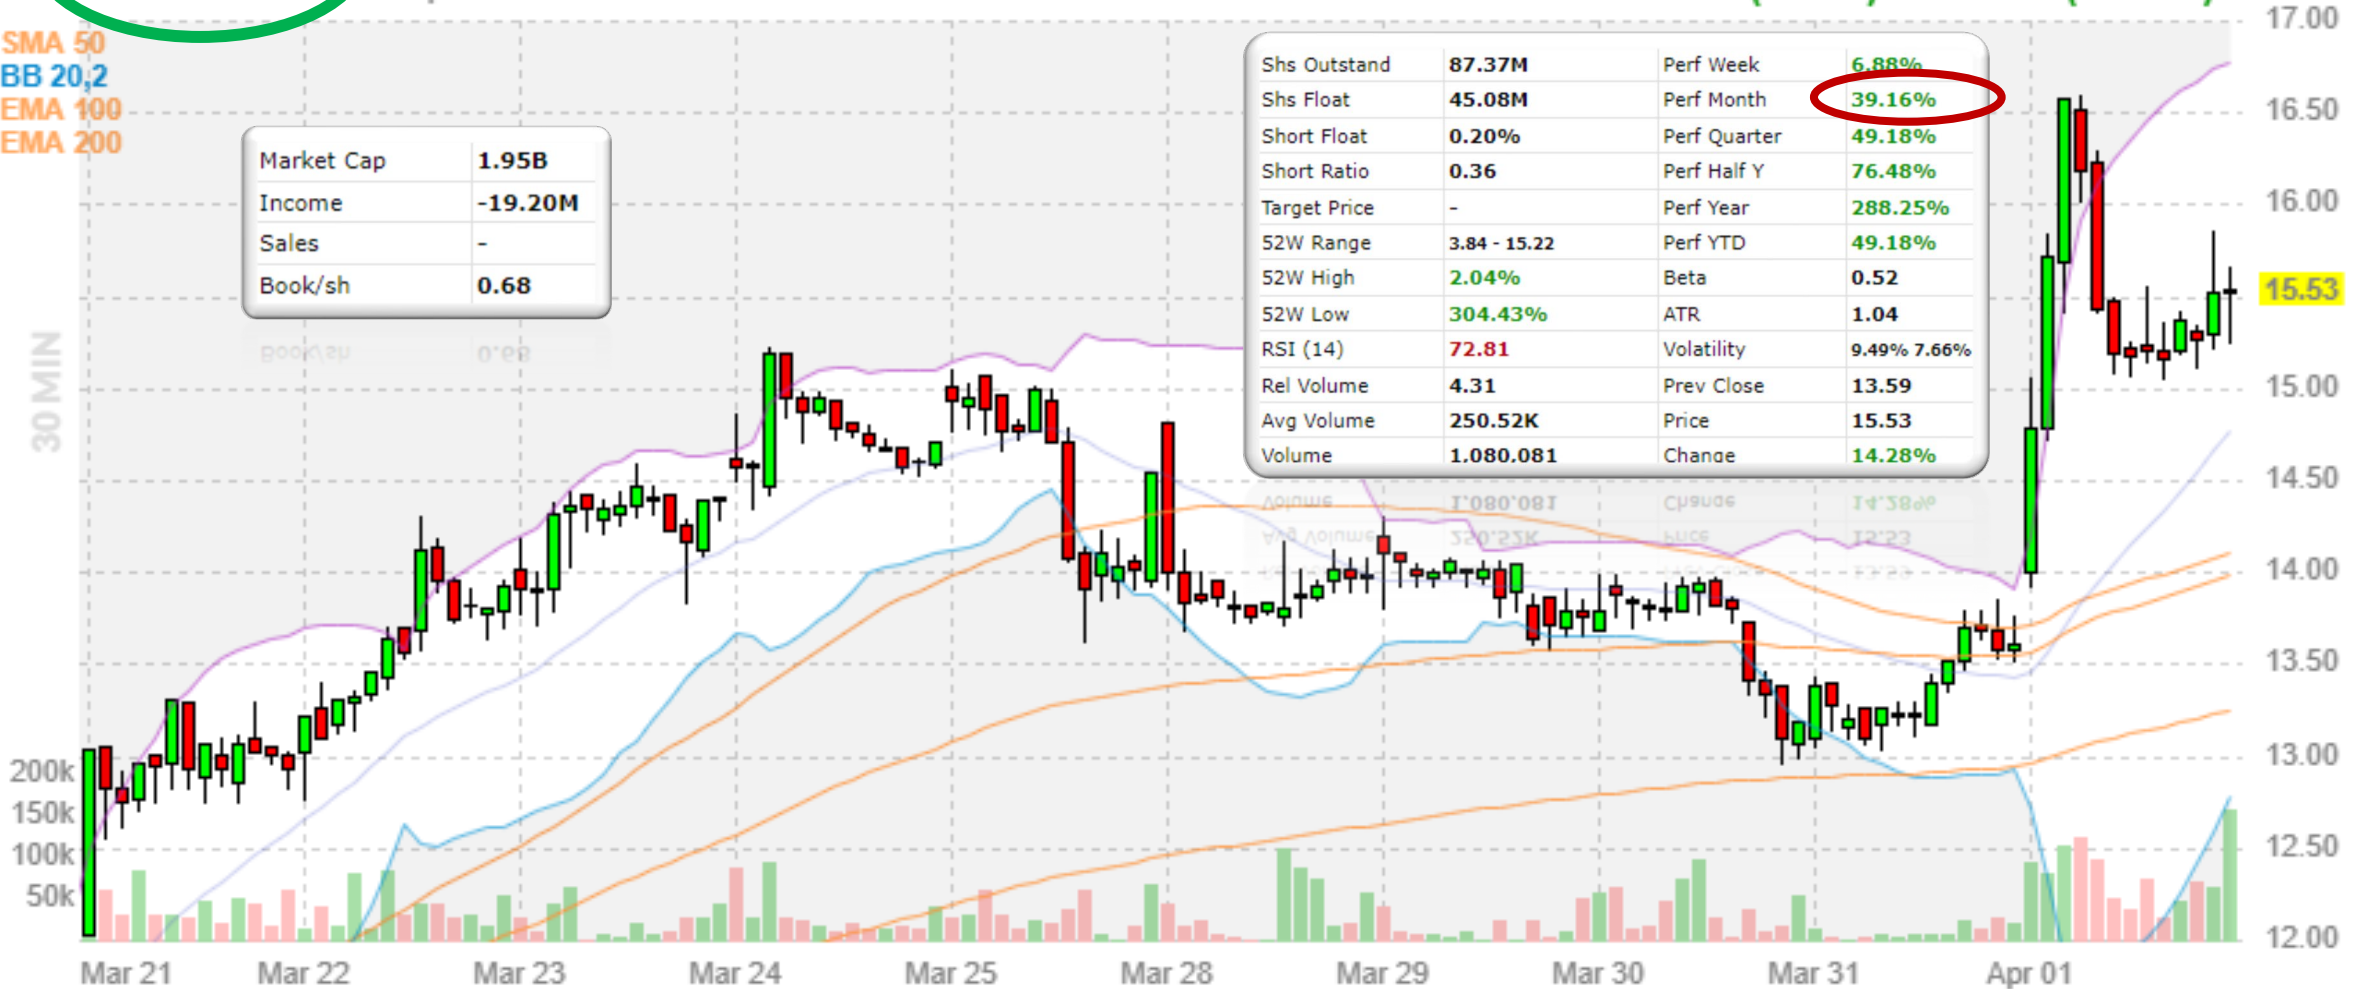 17.00
SMA 50
BB 20,2
EMA 100
EMA 200
16.50
16.00
15.53
15.00
14.50
14.00
13.50
13.00
12.50
12.00
30 MIN
Market Cap 1.95B
Income -19.20M
Sales -
Book/sh 0.68
Shs Outstand 87.37M Perf Week 6.88%
Shs Float 45.08M Perf Month 39.16%
Short Float 0.20% Perf Quarter 49.18%
Short Ratio 0.36 Perf Half Y 76.48%
Target Price - Perf Year 288.25%
52W Range 3.84 - 15.22 Perf YTD 49.18%
52W High 2.04% Beta 0.52
52W Low 304.43% ATR 1.04
RSI (14) 72.81 Volatility 9.49% 7.66%
Rel Volume 4.31 Prev Close 13.59
Avg Volume 250.52K Price 15.53
Volume 1,080,081 Change 14.28%
200k
150k
100k
50k
Mar 21 Mar 22 Mar 23 Mar 24 Mar 25 Mar 28 Mar 29 Mar 30 Mar 31 Apr 01